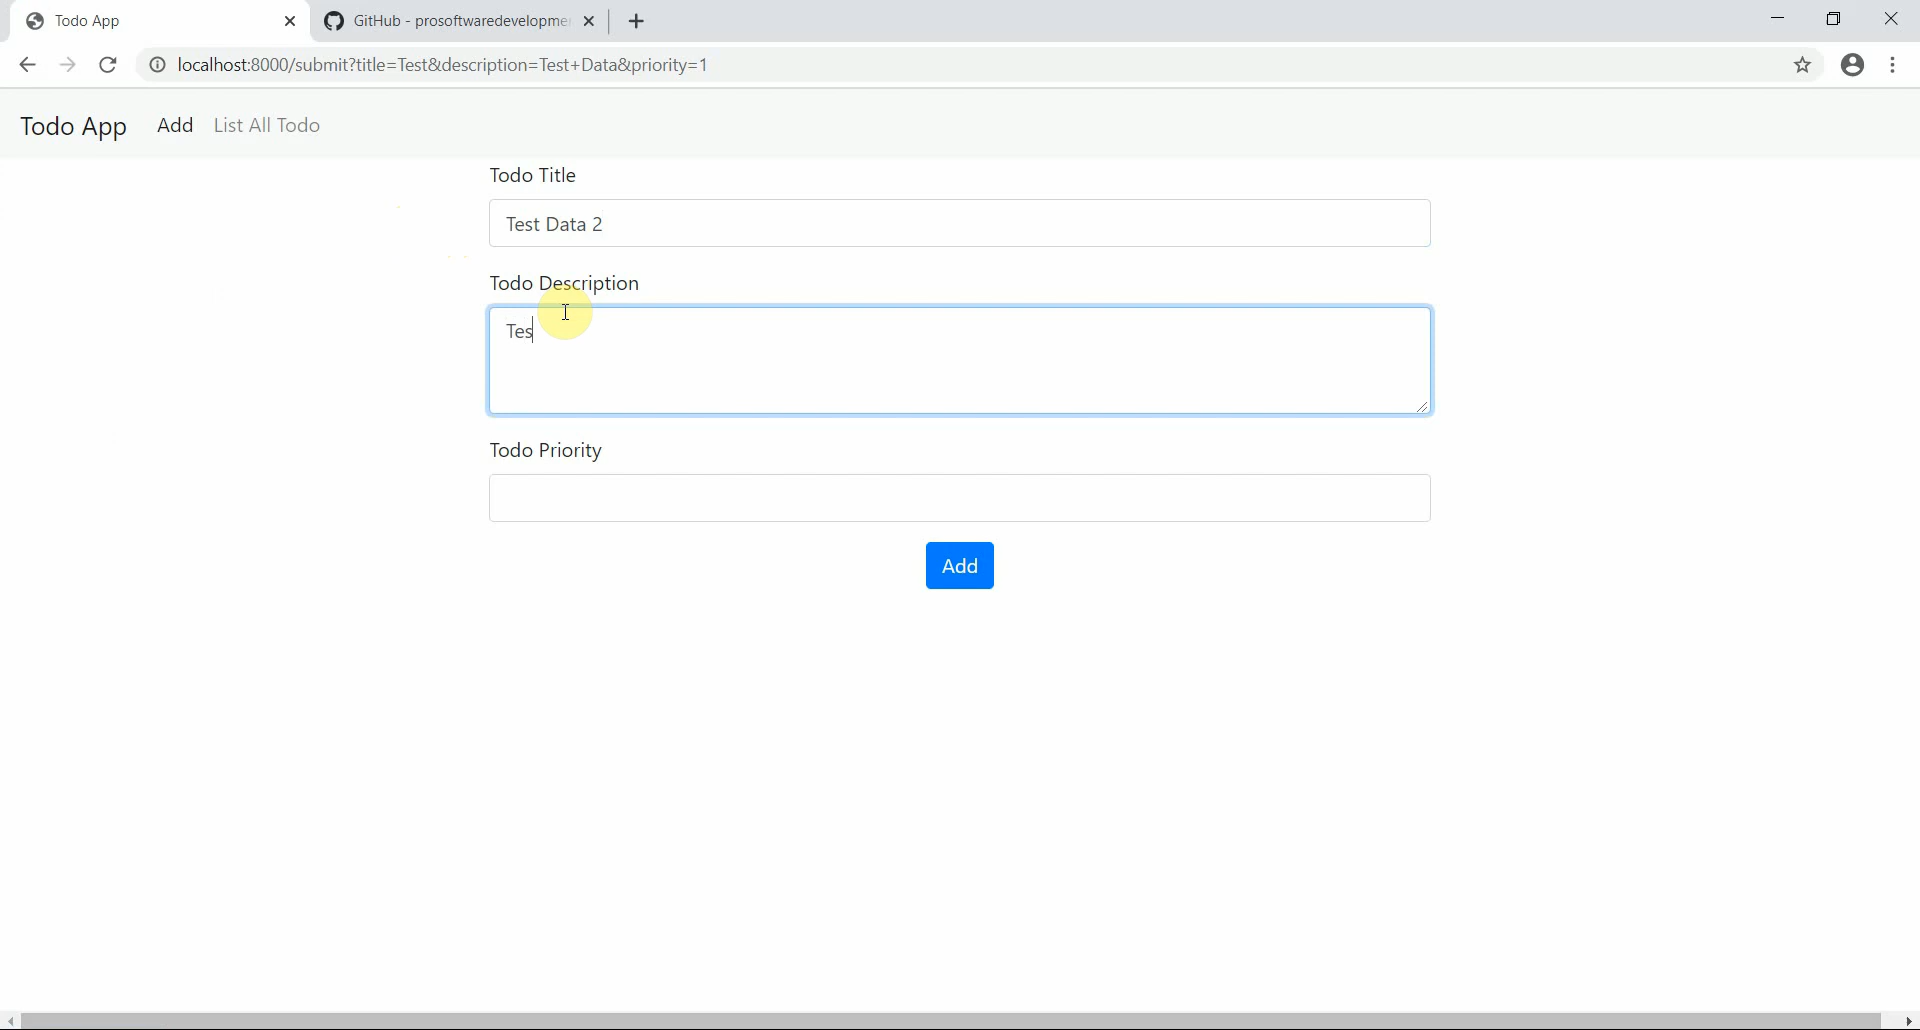 Todo App
GitHub - prosoftwaredevelopme
localhost:8000/submit?title=Test&description=Test+Data&priority=1
Todo App Add List All Todo
Todo Title
Test Data 2
Todo Description
Tes
Todo Priority
Add